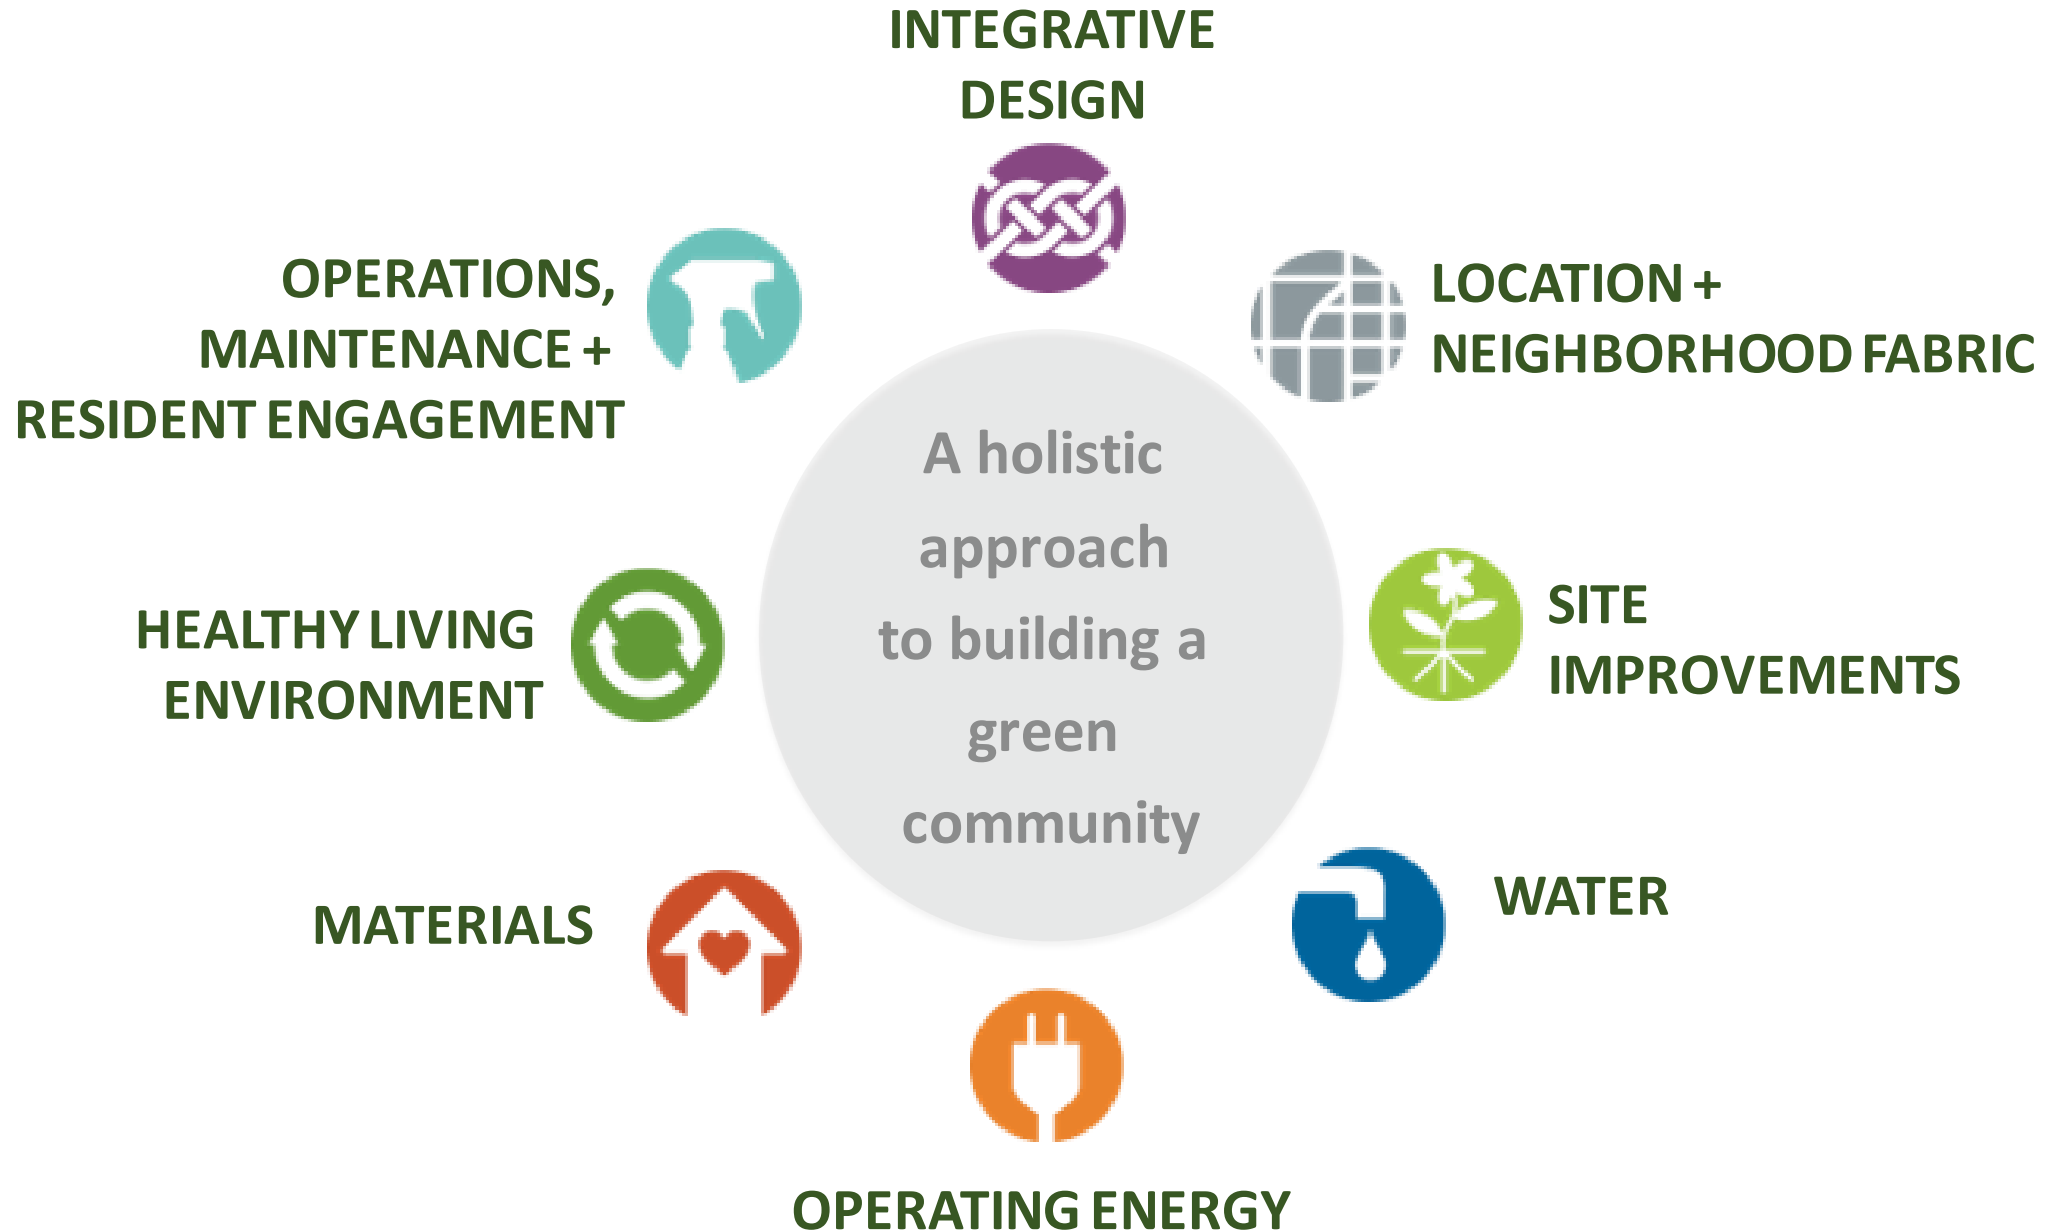 INTEGRATIVE
DESIGN
LOCATION +
NEIGHBORHOOD FABRIC
SITE
IMPROVEMENTS
WATER
OPERATING ENERGY
MATERIALS
HEALTHY LIVING
ENVIRONMENT
OPERATIONS,
MAINTENANCE +
RESIDENT ENGAGEMENT
A holistic
approach
to building a
green
community